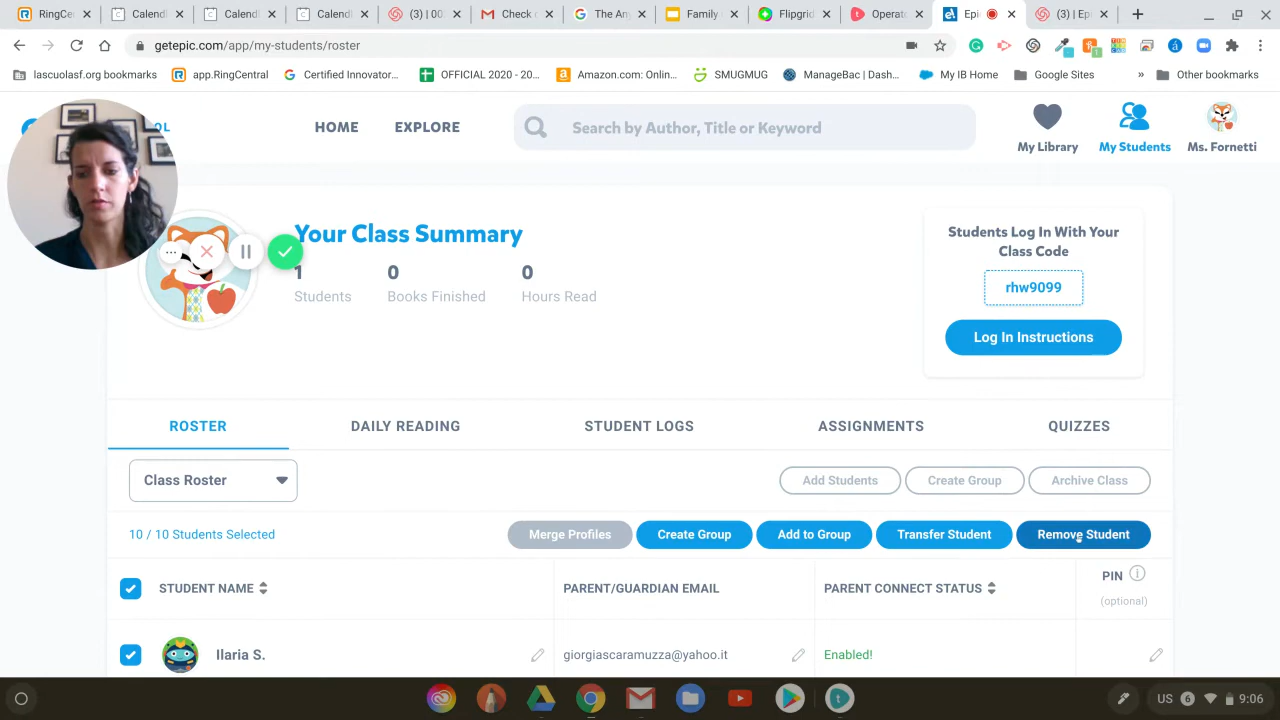 RingCe
Calend
Calend
Calend
(3) | 00
Check o
The Any
Family
Flipgrid
Operate
Epi
(3) | Epi
getepic.com/app/my-students/roster
lascuolasf.org bookmarks
app.RingCentral
Certified Innovator...
OFFICIAL 2020 - 20...
Amazon.com: Onlin...
SMUGMUG
ManageBac | Dash...
My IB Home
Google Sites
»
Other bookmarks
OL
HOME
EXPLORE
Search by Author, Title or Keyword
My Library
My Students
Ms. Fornetti
Your Class Summary
1
0
0
Students
Books Finished
Hours Read
Students Log In With Your
Class Code
rhw9099
Log In Instructions
ROSTER
DAILY READING
STUDENT LOGS
ASSIGNMENTS
QUIZZES
Class Roster
Add Students
Create Group
Archive Class
10 / 10 Students Selected
Merge Profiles
Create Group
Add to Group
Transfer Student
Remove Student
STUDENT NAME
PARENT/GUARDIAN EMAIL
PARENT CONNECT STATUS
PIN
(optional)
Ilaria S.
giorgiascaramuzza@yahoo.it
Enabled!
US
6
9:06